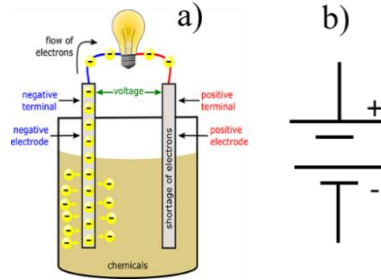 a)
b)
flow of
electrons
negative
terminal
voltage
positive
terminal
negative
electrode
positive
electrode
shortage of electrons
chemicals
+
-